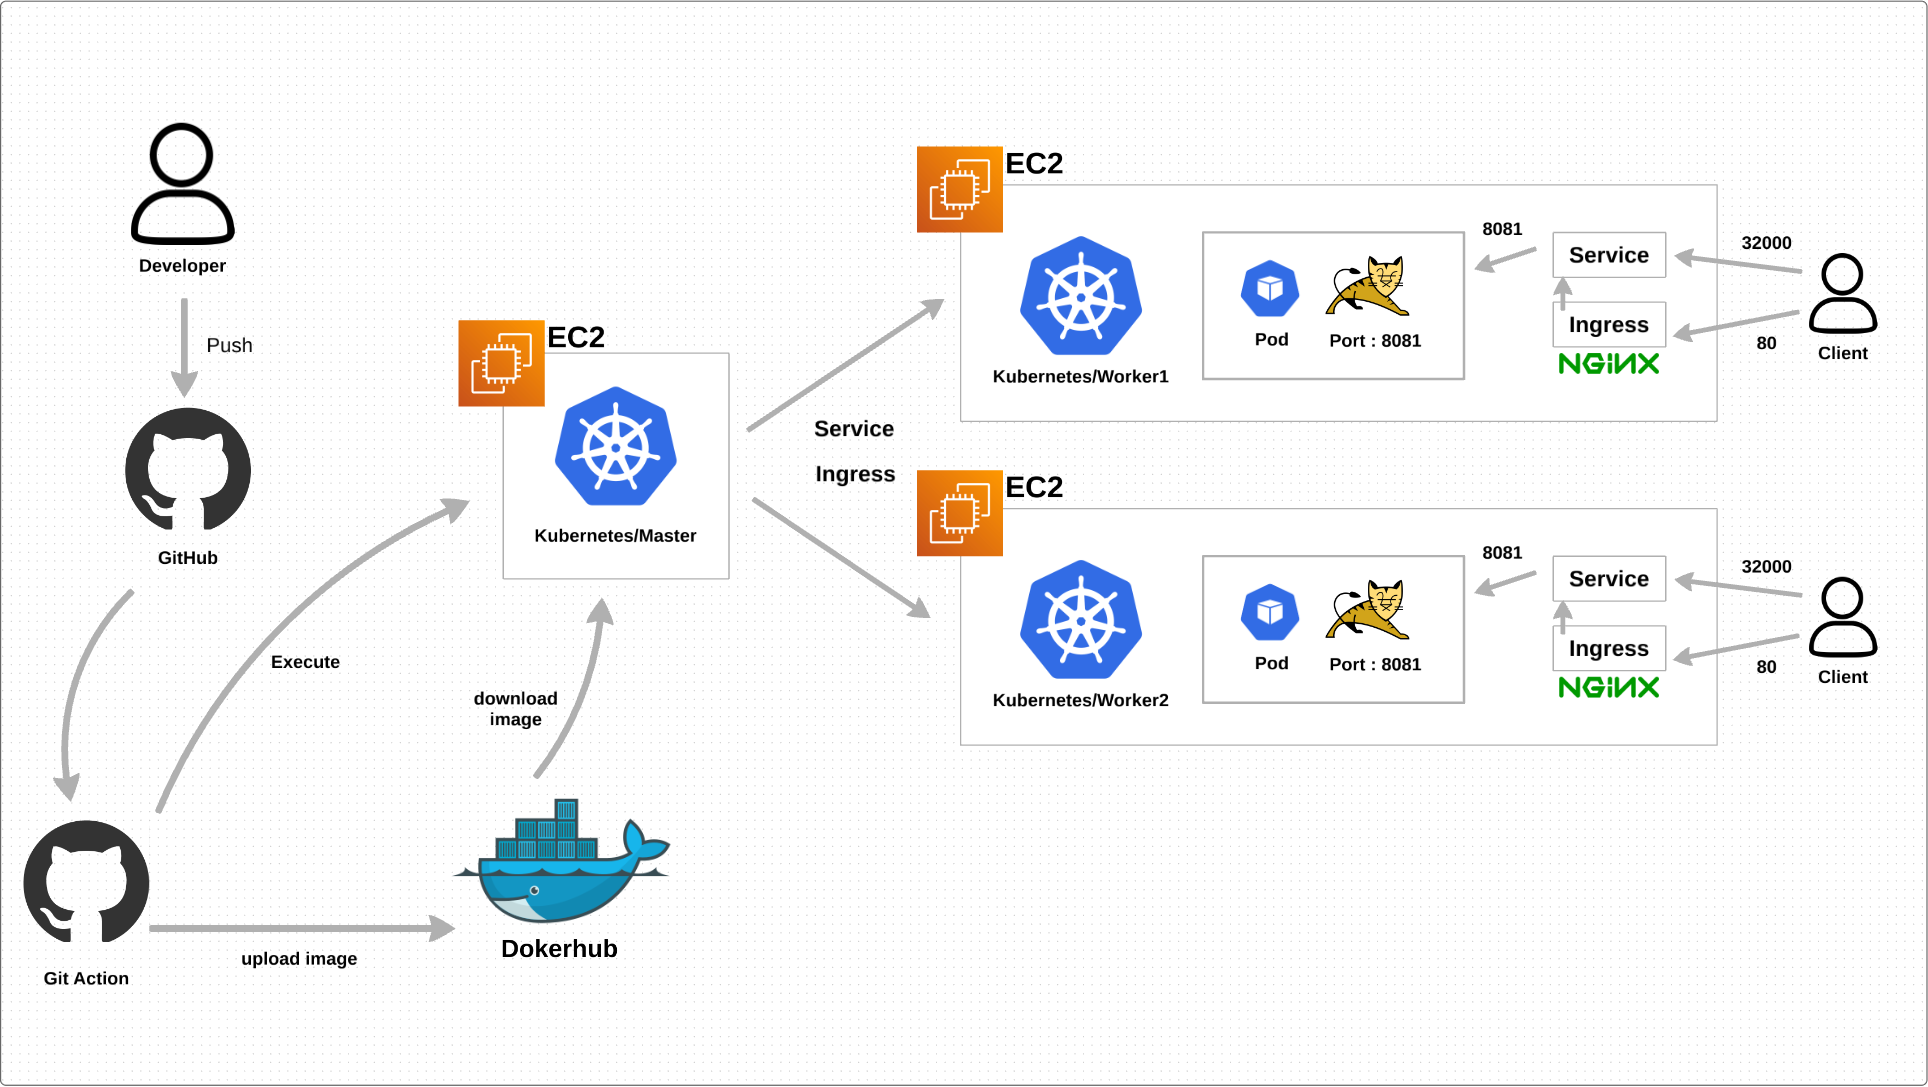 Developer
Push
GitHub
Execute
Git Action
upload image
Dokerhub
download
image
EC2
Kubernetes/Master
Service
Ingress
EC2
Kubernetes/Worker1
Pod
Port : 8081
8081
Service
Ingress
NGiNX
32000
80
Client
EC2
Kubernetes/Worker2
Pod
Port : 8081
8081
Service
Ingress
NGiNX
32000
80
Client